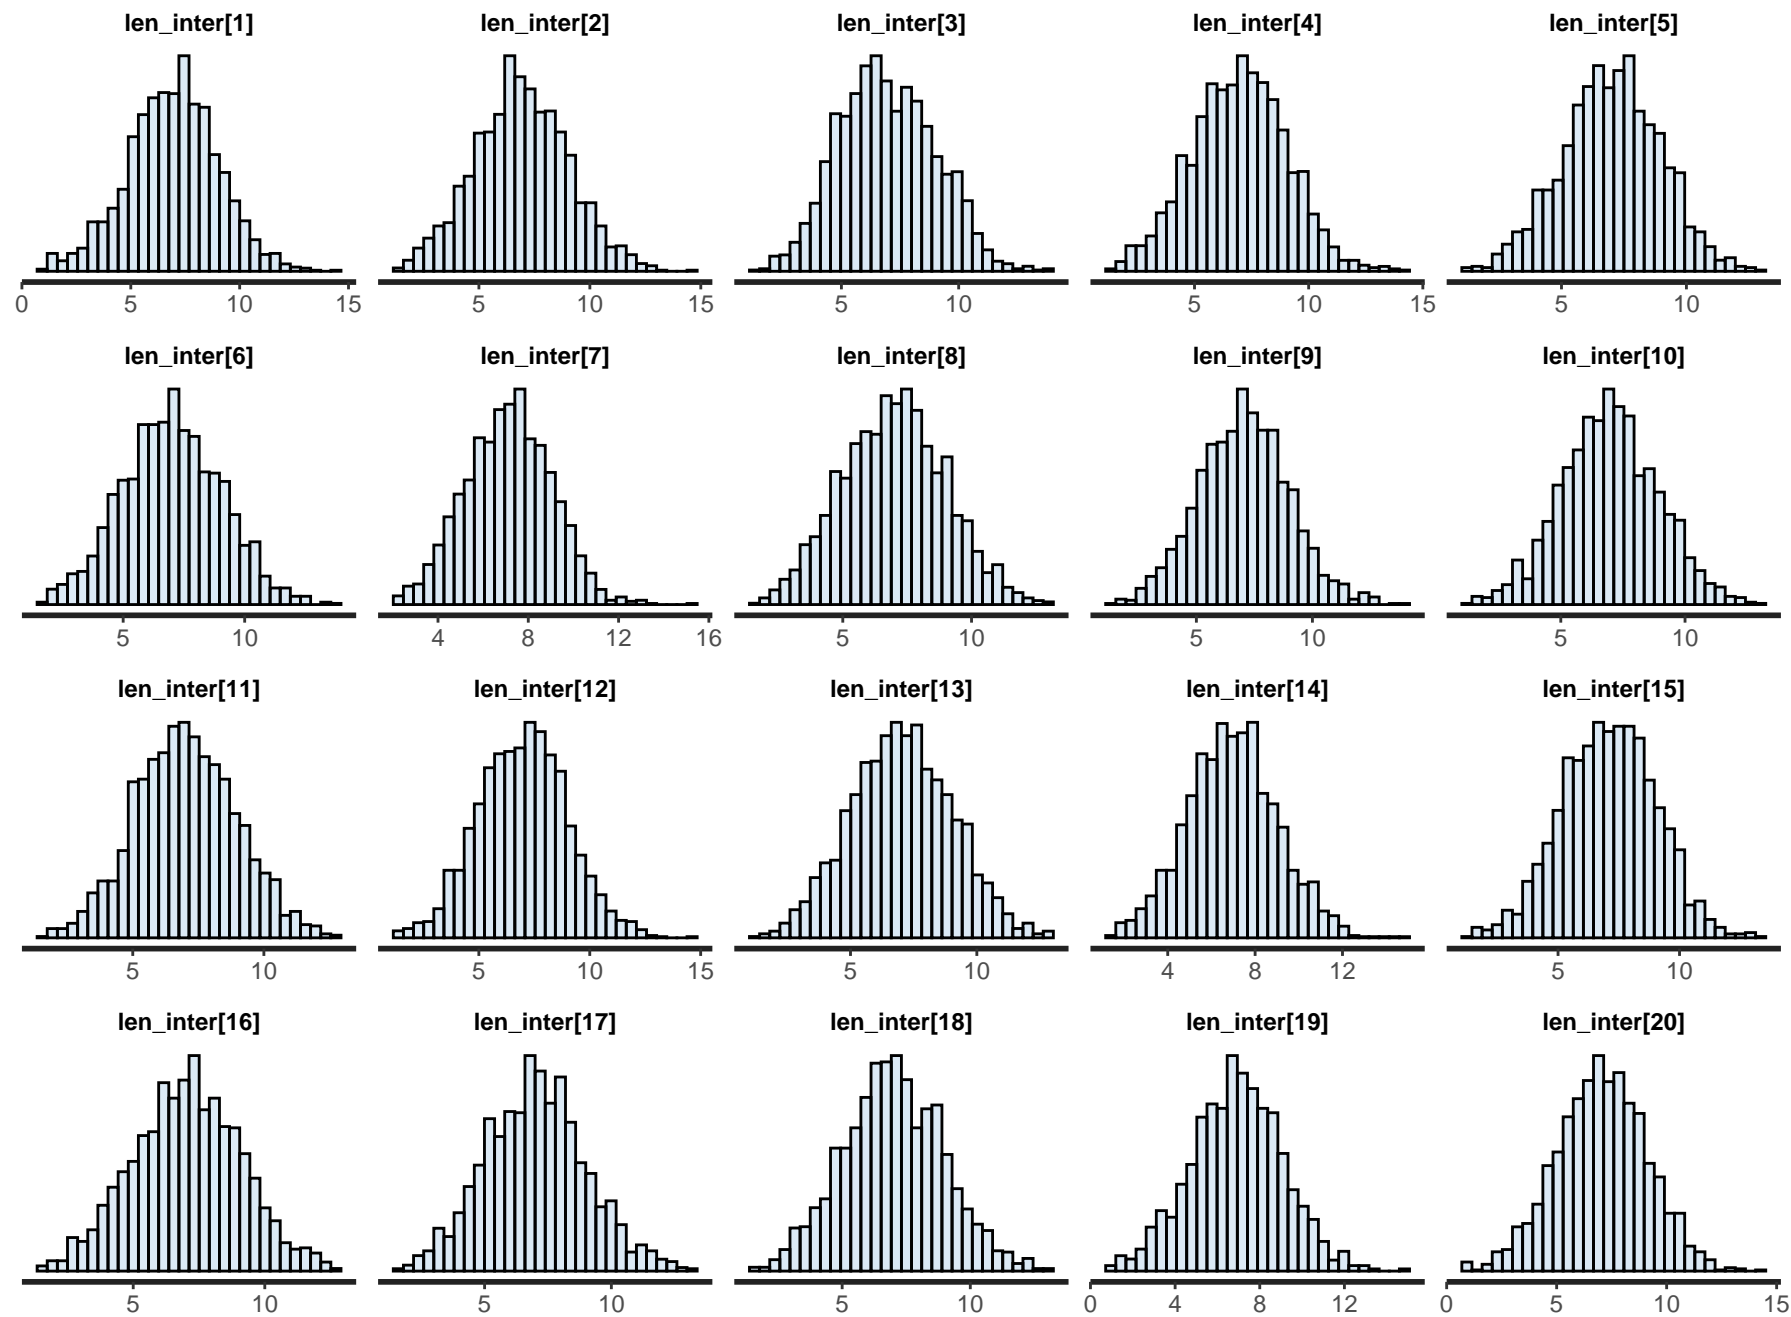 len_inter[1] len_inter[2] len_inter[3] len_inter[4] len_inter[5]
0 5 10 15 5 10 15 5 10 5 10 15 5 10
len_inter[6] len_inter[7] len_inter[8] len_inter[9] len_inter[10]
5 10 4 8 12 16 5 10 5 10 5 10
len_inter[11] len_inter[12] len_inter[13] len_inter[14] len_inter[15]
5 10 5 10 15 5 10 4 8 12 5 10
len_inter[16] len_inter[17] len_inter[18] len_inter[19] len_inter[20]
5 10 5 10 5 10 0 4 8 12 0 5 10 15